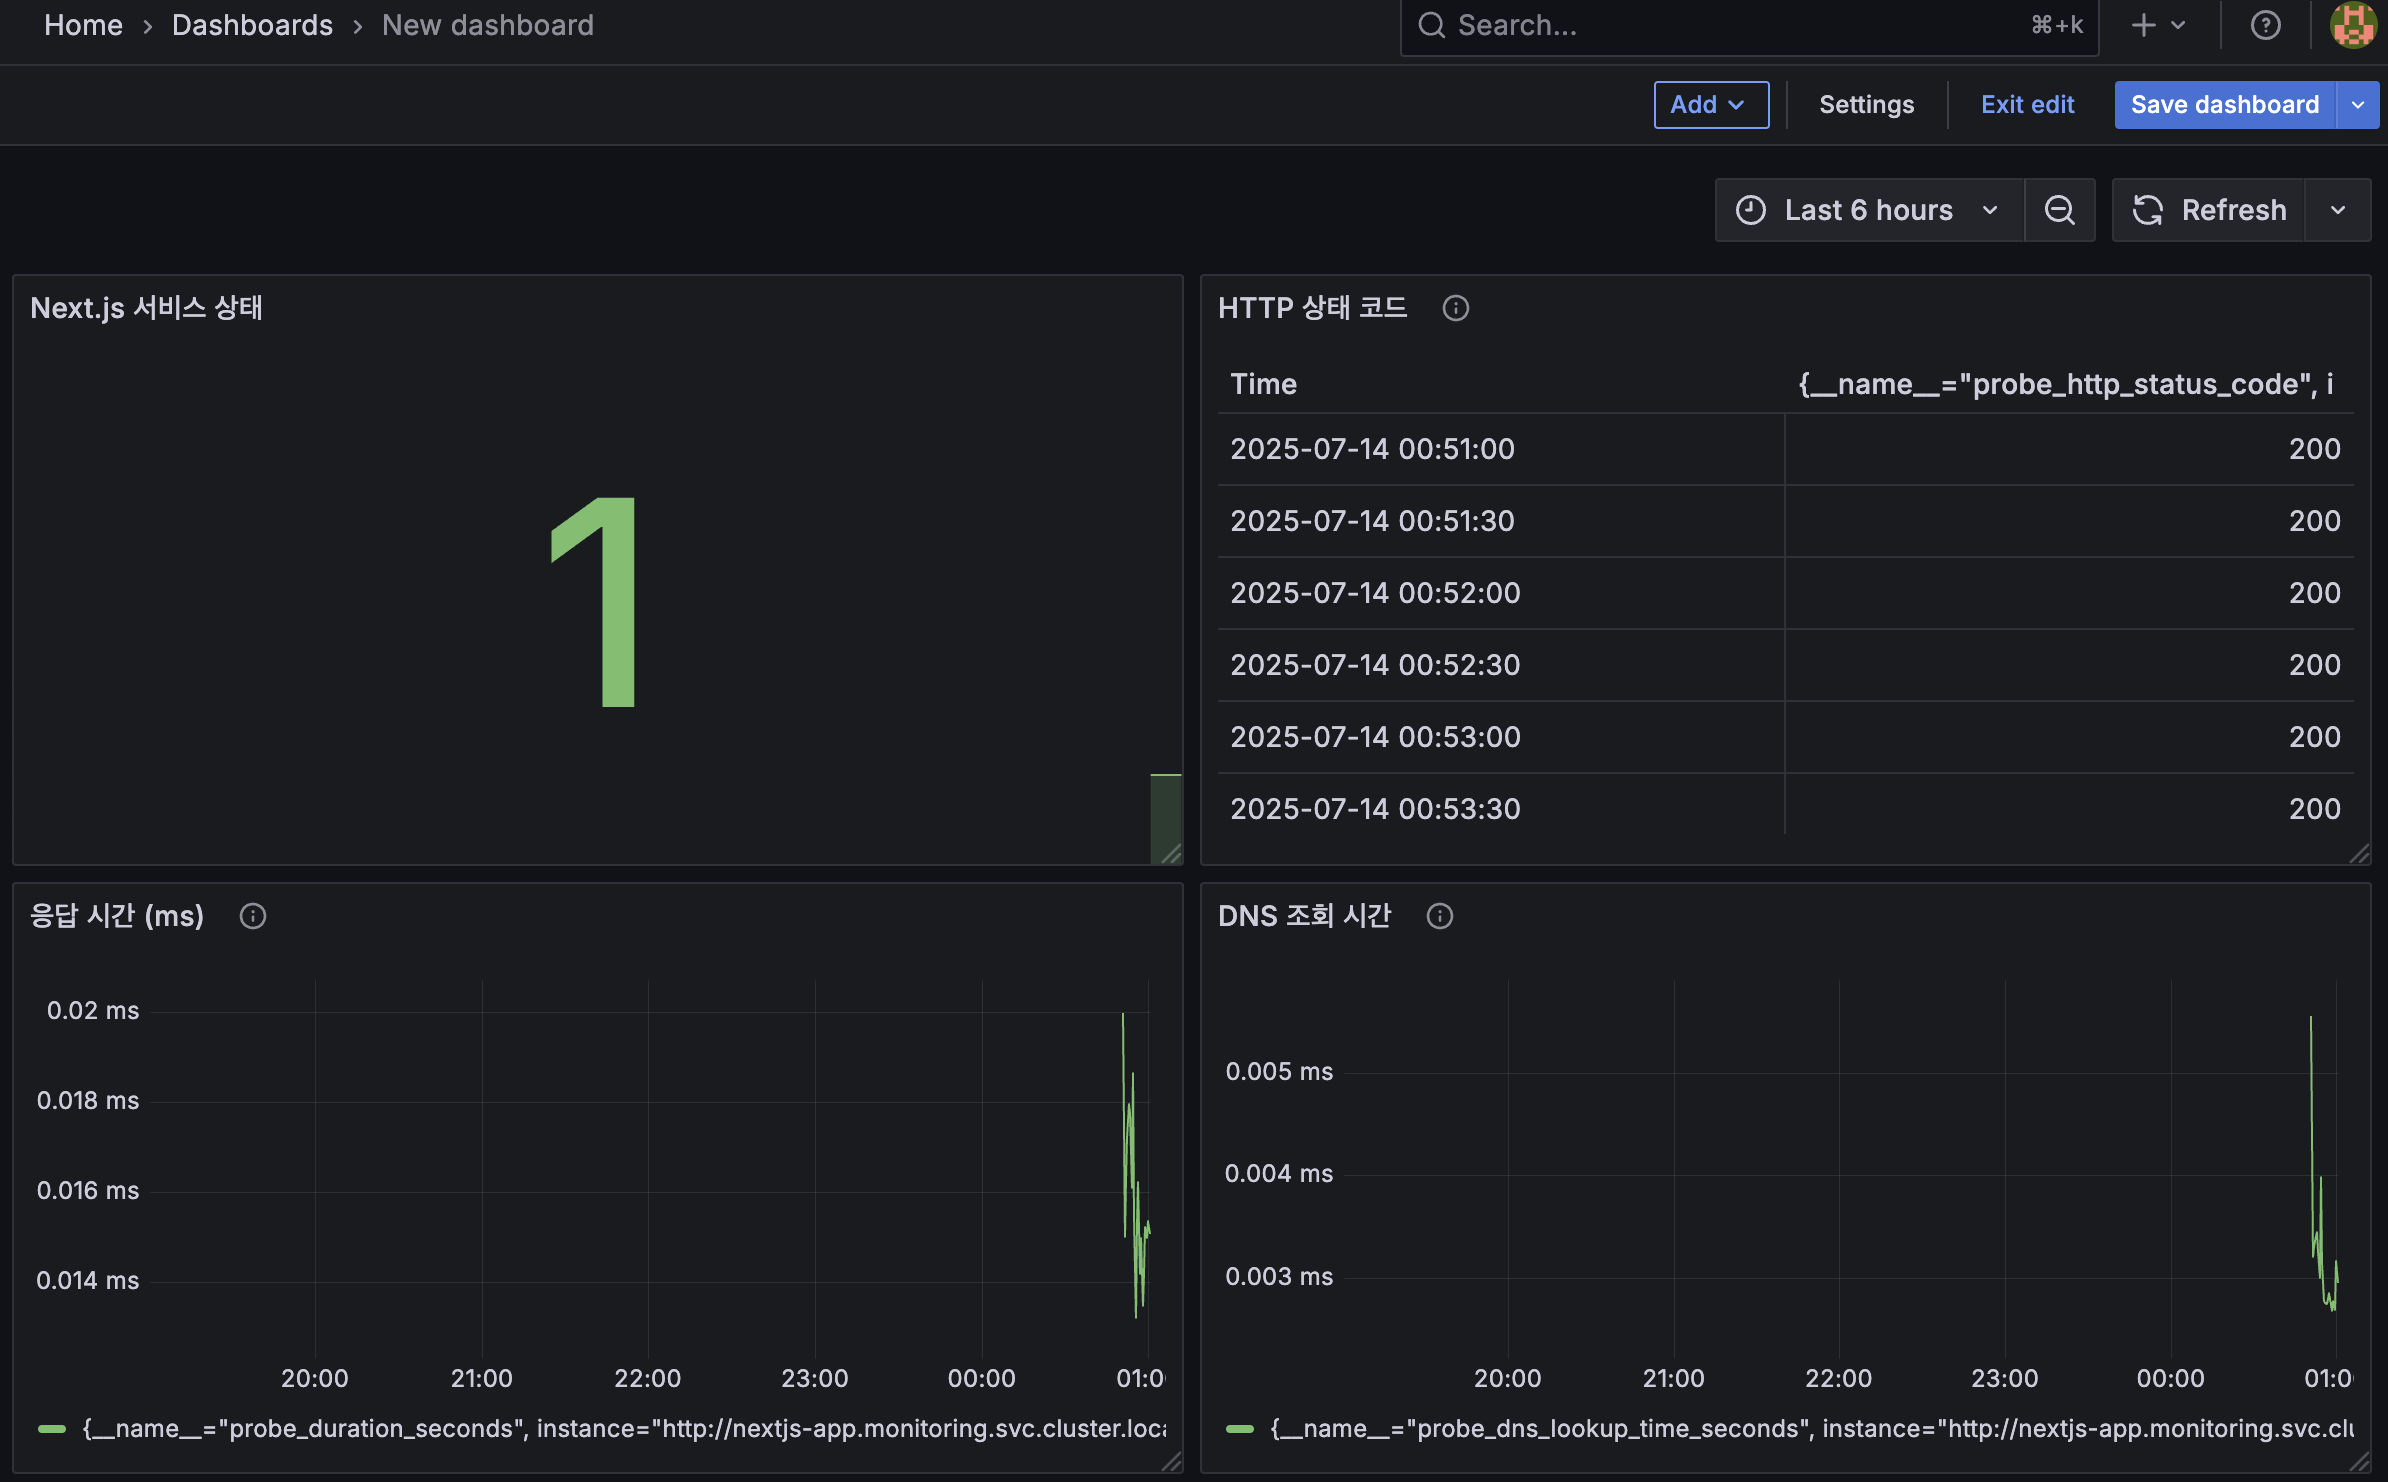 Home › Dashboards › New dashboard
Search...
⌘+k
Add
Settings
Exit edit
Save dashboard
Last 6 hours
Refresh
Next.js 서비스 상태
1
HTTP 상태 코드
Time {__name__="probe_http_status_code", i
2025-07-14 00:51:00 200
2025-07-14 00:51:30 200
2025-07-14 00:52:00 200
2025-07-14 00:52:30 200
2025-07-14 00:53:00 200
2025-07-14 00:53:30 200
응답 시간 (ms)
0.02 ms
0.018 ms
0.016 ms
0.014 ms
20:00 21:00 22:00 23:00 00:00 01:0
{__name__="probe_duration_seconds", instance="http://nextjs-app.monitoring.svc.cluster.loca
DNS 조회 시간
0.005 ms
0.004 ms
0.003 ms
20:00 21:00 22:00 23:00 00:00 01:0
{__name__="probe_dns_lookup_time_seconds", instance="http://nextjs-app.monitoring.svc.clu